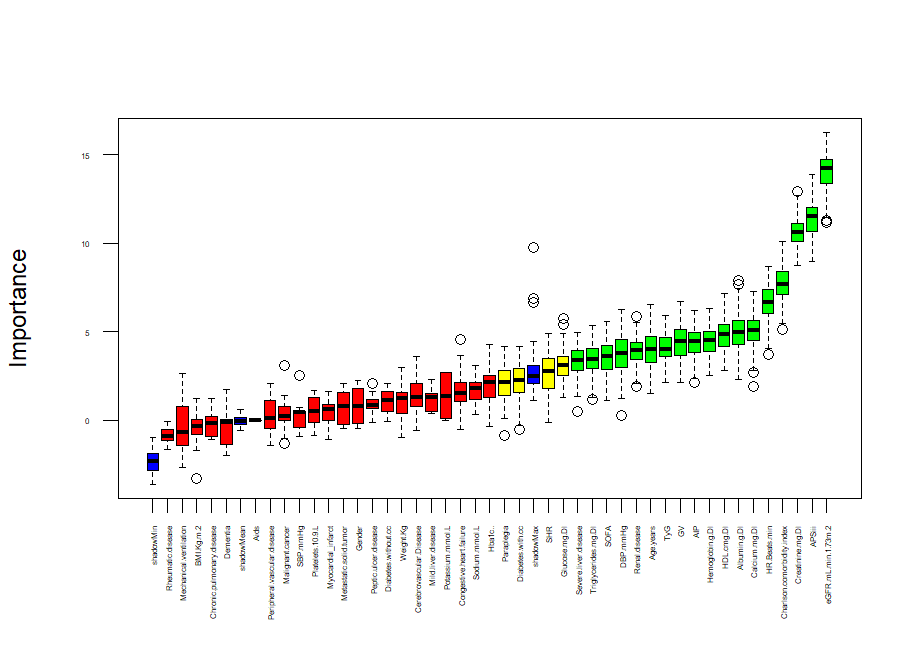 Importance
15
10
5
0
shadowMin
Rheumatic.disease
Mechanical.ventilation
BMI.Kg.m.2
Chronic.pulmonary.disease
Dementia
shadowMean
Aids
Peripheral.vascular.disease
Malignant.cancer
SBP.mmHg
Platelets.10.9.L
Myocardial_infarct
Metastatic.solid.tumor
Gender
Peptic.ulcer.disease
Diabetes.without.cc
Weight.Kg
Cerebrovascular.Disease
Mild.liver.disease
Potassium.mmol.L
Congestive.heart.failure
Sodium.mmol.L
Hba1c..
Paraplegia
Diabetes.with.cc
shadowMax
SHR
Glucose.mg.Dl
Severe.liver.disease
Triglycerides.mg.Dl
SOFA
DBP.mmHg
Renal.disease
Age.years
TyG
GV
AIP
Hemoglobin.g.Dl
HDL.cmg.Dl
Albumin.g.Dl
Calcium.mg.Dl
HR.Beats.min
Charlson.comorbidity.index
Creatinine.mg.Dl
APSiii
eGFR.mL.min.1.73m.2